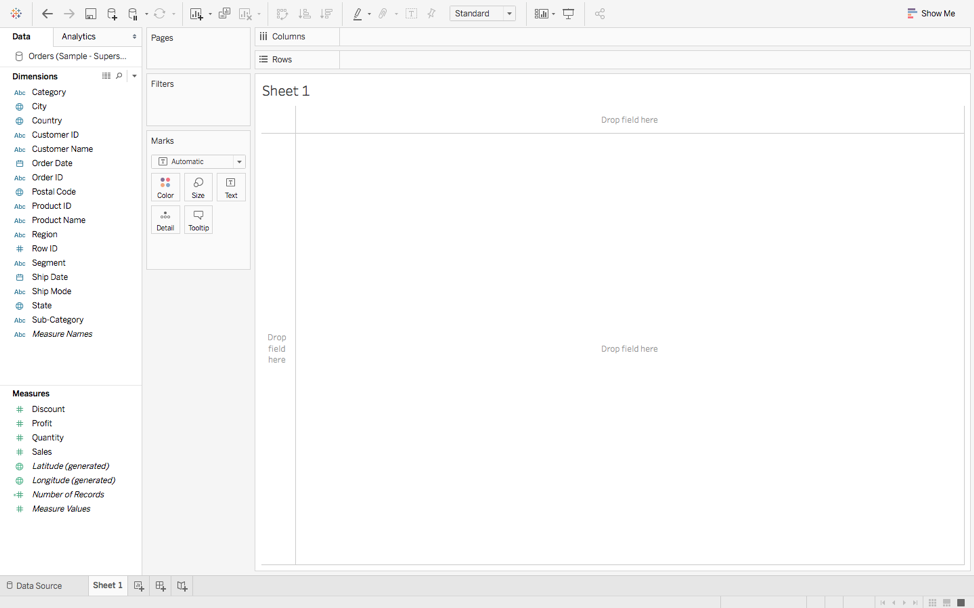 Standard
Show Me
Data
Analytics
Orders (Sample - Supers...
Dimensions
Abc Category
City
Country
Abc Customer ID
Abc Customer Name
Order Date
Abc Order ID
Postal Code
Abc Product ID
Abc Product Name
Abc Region
# Row ID
Abc Segment
Ship Date
Abc Ship Mode
State
Abc Sub-Category
Abc Measure Names
Measures
# Discount
# Profit
# Quantity
# Sales
Latitude (generated)
Longitude (generated)
=# Number of Records
# Measure Values
Pages
Filters
Marks
T Automatic
Color
Size
T
Text
Detail
Tooltip
Columns
Rows
Sheet 1
Drop field here
Drop
field
here
Drop field here
Data Source
Sheet 1